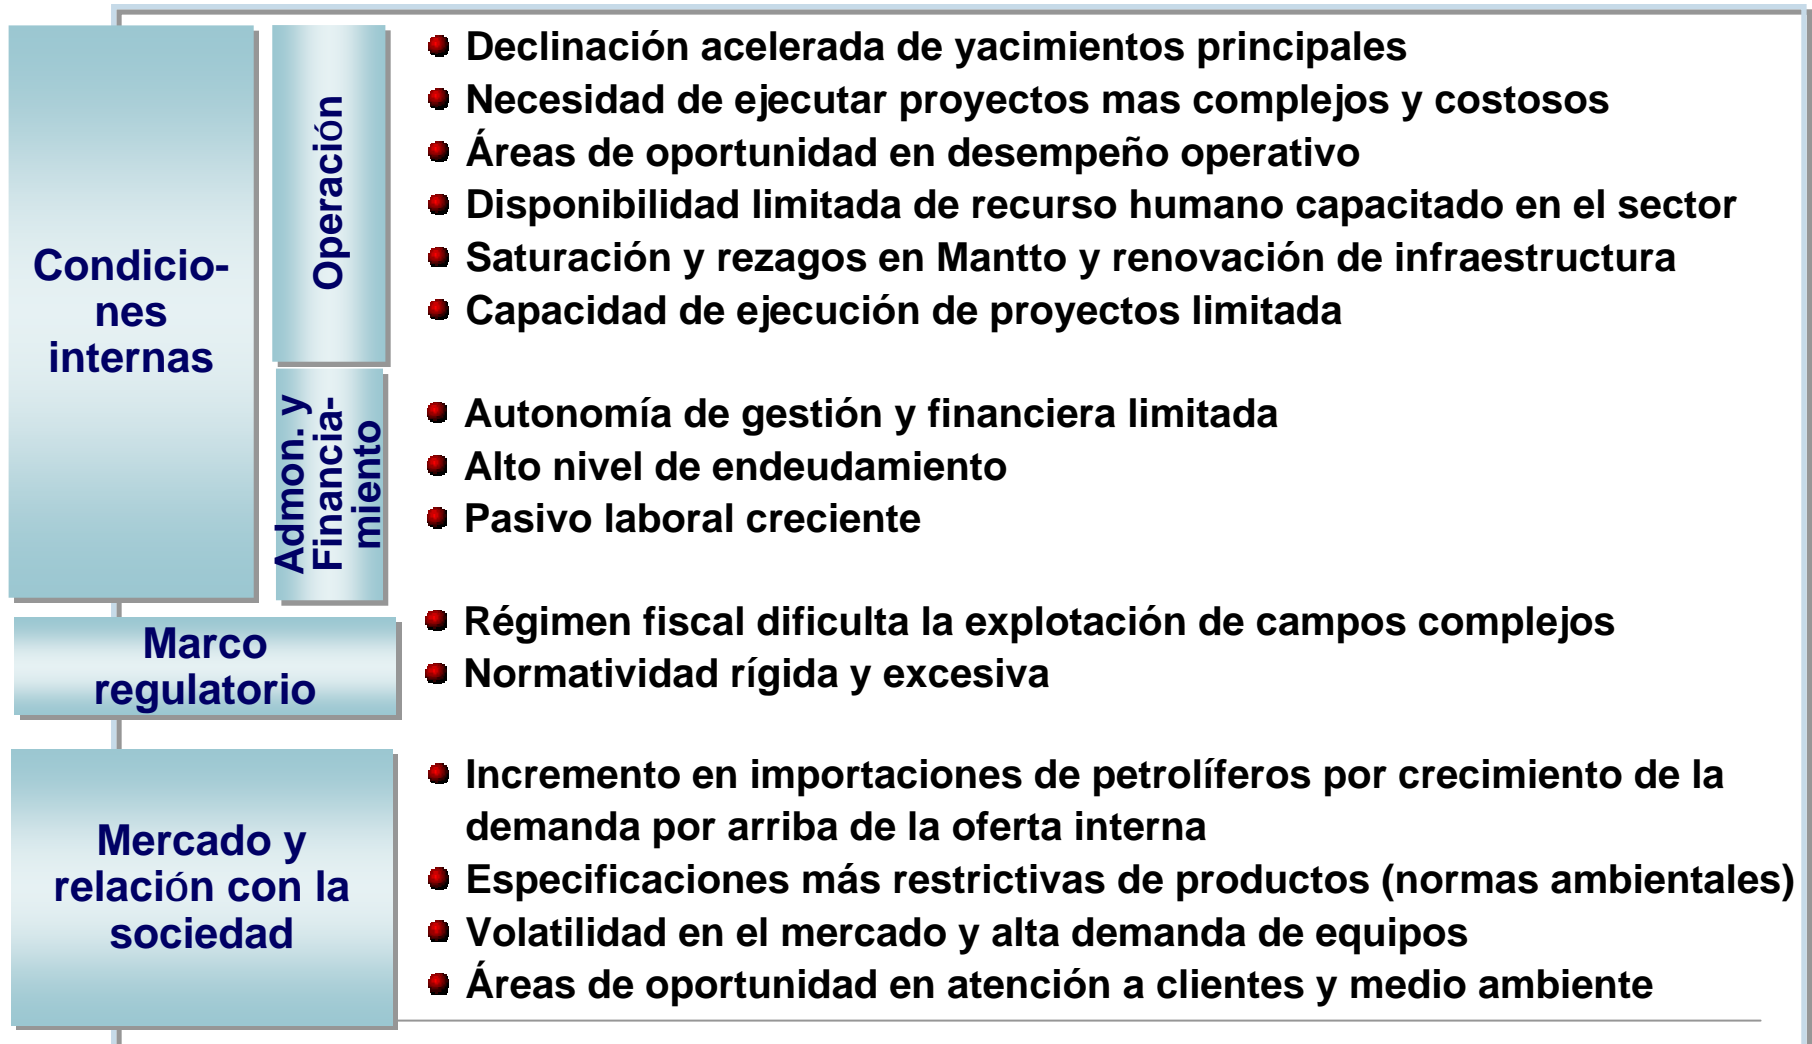 Condicio-
nes
internas
Operación
Declinación acelerada de yacimientos principales
Necesidad de ejecutar proyectos mas complejos y costosos
Áreas de oportunidad en desempeño operativo
Disponibilidad limitada de recurso humano capacitado en el sector
Saturación y rezagos en Mantto y renovación de infraestructura
Capacidad de ejecución de proyectos limitada
Admon. y
Financia-
miento
Autonomía de gestión y financiera limitada
Alto nivel de endeudamiento
Pasivo laboral creciente
Marco
regulatorio
Régimen fiscal dificulta la explotación de campos complejos
Normatividad rígida y excesiva
Mercado y
relación con la
sociedad
Incremento en importaciones de petrolíferos por crecimiento de la
demanda por arriba de la oferta interna
Especificaciones más restrictivas de productos (normas ambientales)
Volatilidad en el mercado y alta demanda de equipos
Áreas de oportunidad en atención a clientes y medio ambiente